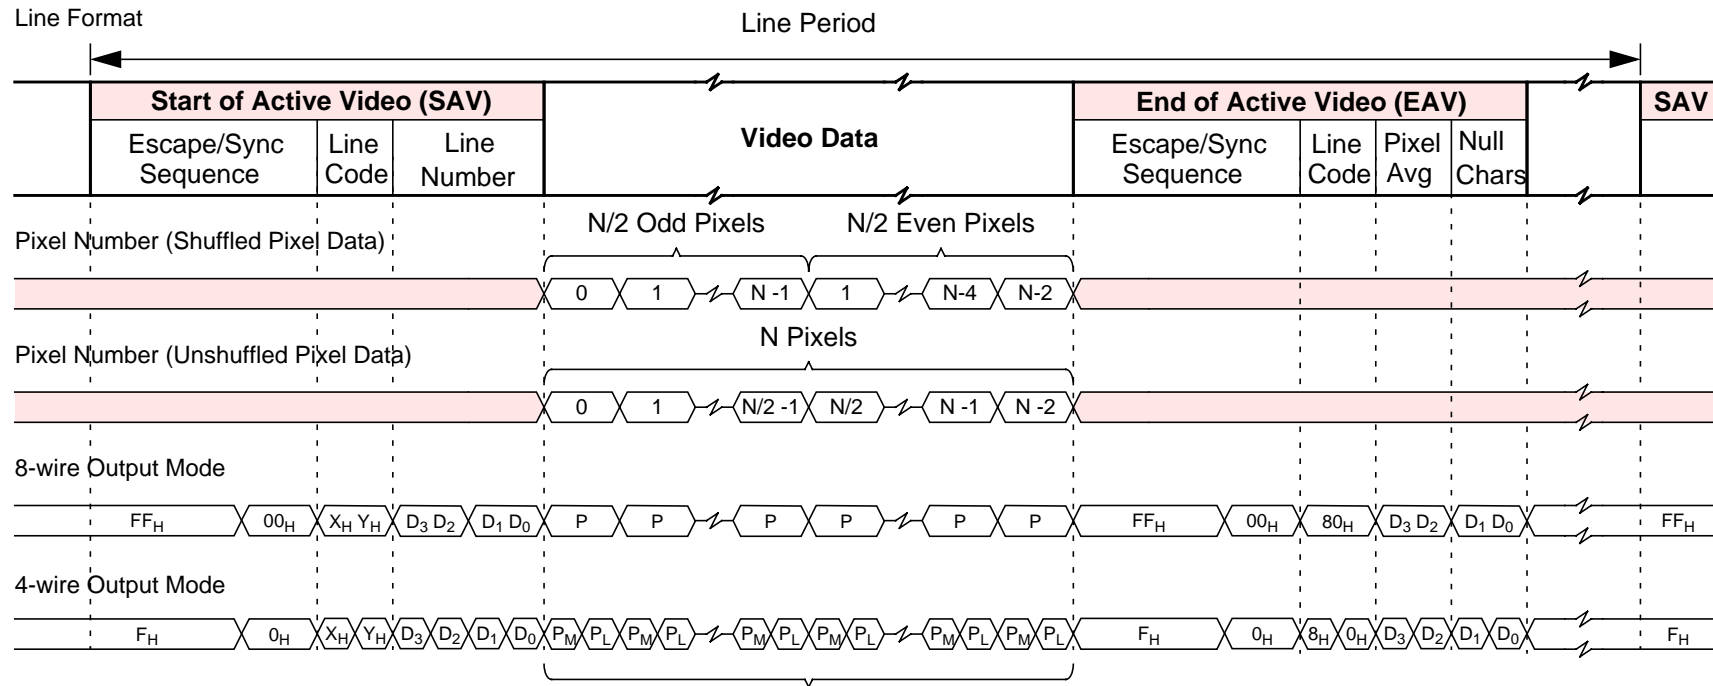 Line Format
Line Period
Start of Active Video (SAV)
End of Active Video (EAV)
SAV
Escape/Sync Sequence
Line Code
Line Number
Video Data
Escape/Sync Sequence
Line Code
Pixel Avg
Null Chars
N/2 Odd Pixels
N/2 Even Pixels
Pixel Number (Shuffled Pixel Data)
0 1 N -1 1 N-4 N-2
N Pixels
Pixel Number (Unshuffled Pixel Data)
0 1 N/2 -1 N/2 N -1 N -2
8-wire Output Mode
FFH 00H XH YH D3 D2 D1 D0 P P P P P P FFH 00H 80H D3 D2 D1 D0 FFH
4-wire Output Mode
FH 0H XH YH D3 D2 D1 D0 PM PL PM PL PM PL PM PL PM PL PM PL FH 0H 8H 0H D3 D2 D1 D0 FH